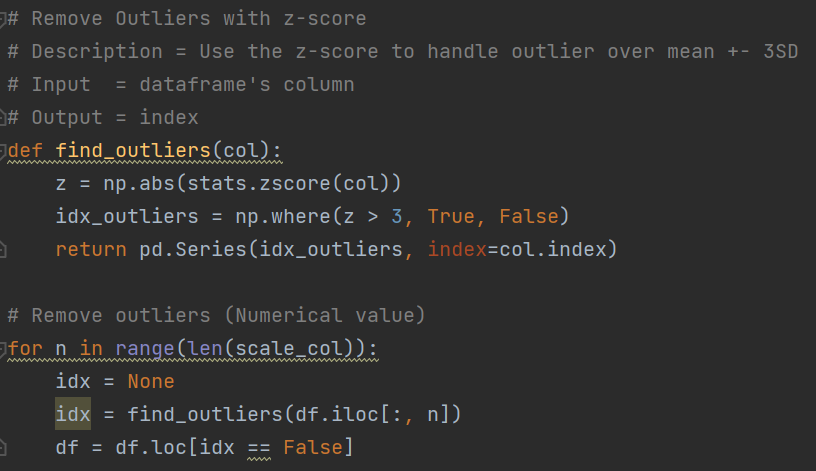 # Remove Outliers with z-score
# Description = Use the z-score to handle outlier over mean +- 3SD
# Input  = dataframe's column
# Output = index
def find_outliers(col):
    z = np.abs(stats.zscore(col))
    idx_outliers = np.where(z > 3, True, False)
    return pd.Series(idx_outliers, index=col.index)

# Remove outliers (Numerical value)
for n in range(len(scale_col)):
    idx = None
    idx = find_outliers(df.iloc[:, n])
    df = df.loc[idx == False]